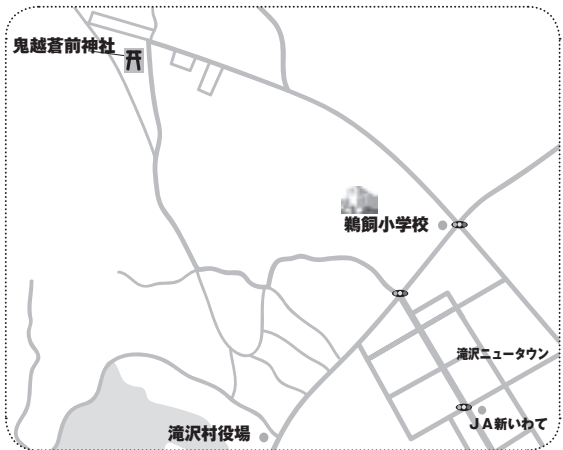 鬼越蒼前神社
鵜飼小学校
滝沢ニュータウン
ＪＡ新いわて
滝沢村役場